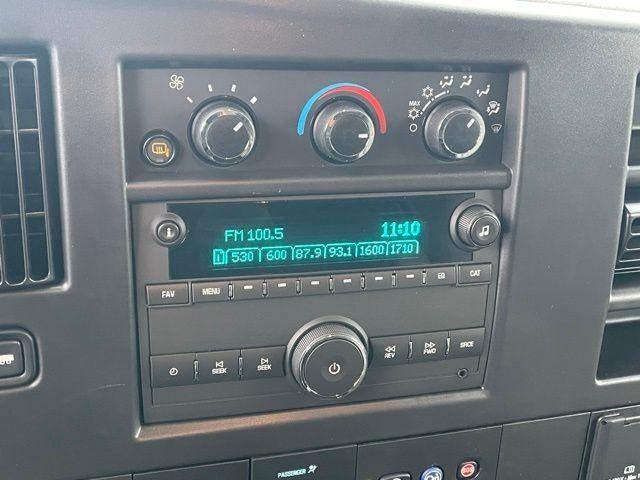 MAX
FM 100.5 11:10
1 530 600 87.9 93.1 1600 1710
FAV MENU EQ CAT
SEEK SEEK REV FWD SRCE
PASSENGER